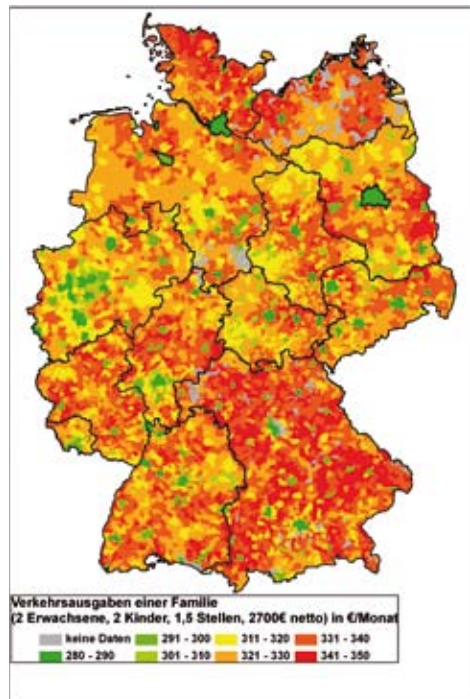 Verkehrsausgaben einer Familie
(2 Erwachsene, 2 Kinder, 1,5 Stellen, 2700€ netto) in €/Monat
keine Daten 291 - 300 311 - 320 331 - 340
280 - 290 301 - 310 321 - 330 341 - 350